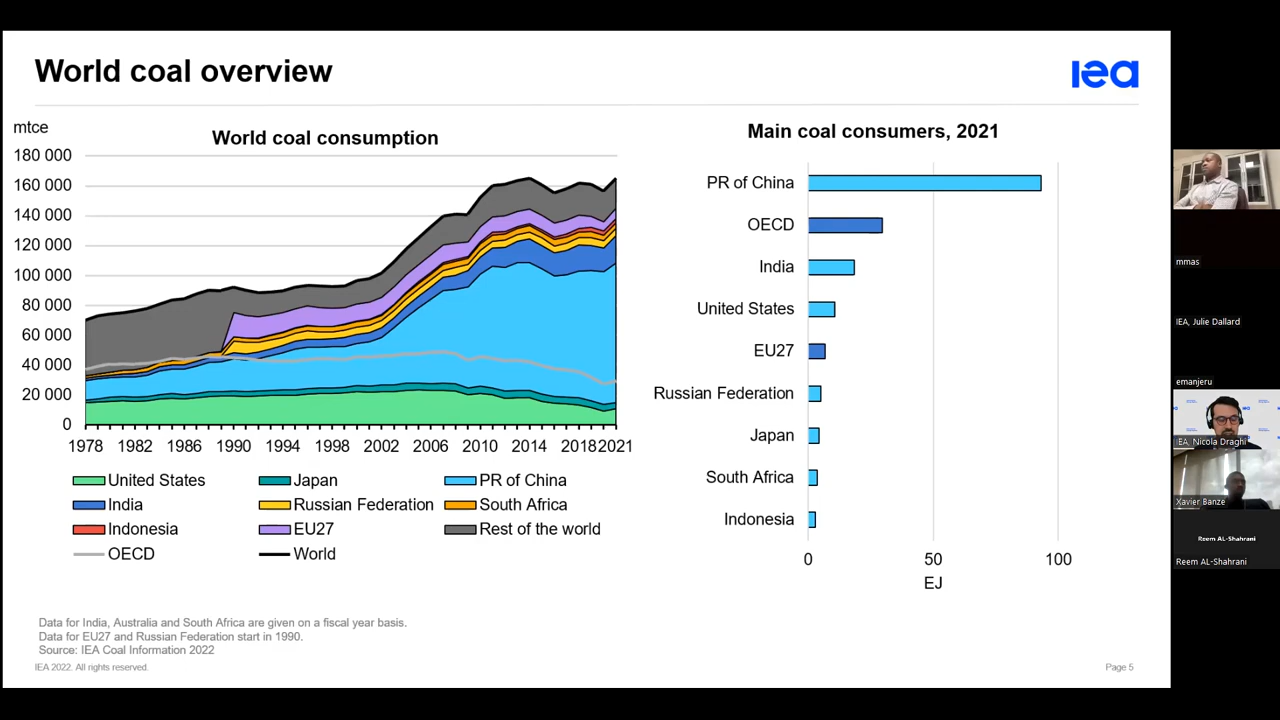 World coal overview
iea
mtce
World coal consumption
180 000
160 000
140 000
120 000
100 000
80 000
60 000
40 000
20 000
0
1978 1982 1986 1990 1994 1998 2002 2006 2010 2014 2018 2021
United States Japan PR of China
India Russian Federation South Africa
Indonesia EU27 Rest of the world
OECD World
Main coal consumers, 2021
PR of China
OECD
India
United States
EU27
Russian Federation
Japan
South Africa
Indonesia
0 50 100
EJ
Data for India, Australia and South Africa are given on a fiscal year basis.
Data for EU27 and Russian Federation start in 1990.
Source: IEA Coal Information 2022
IEA 2022. All rights reserved.
Page 5
mmas
IEA, Julie Dallard
emanjeru
IEA, Nicola Draghi
Xavier Banze
Reem AL-Shahrani
Reem AL-Shahrani